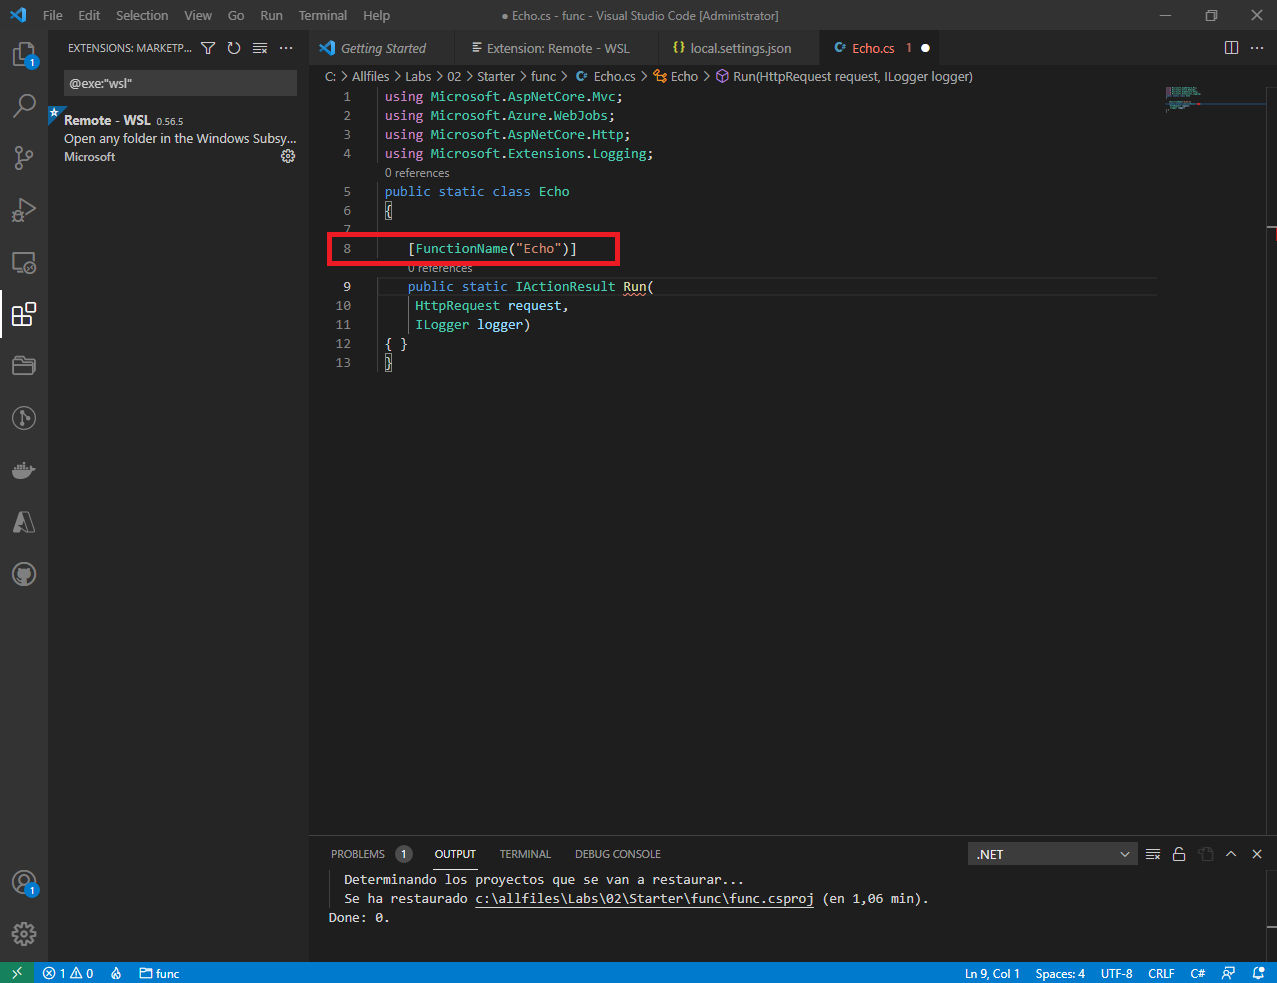 File Edit Selection View Go Run Terminal Help
● Echo.cs - func - Visual Studio Code [Administrator]
EXTENSIONS: MARKETP...
@exe:"wsl"
Remote - WSL 0.56.5
Open any folder in the Windows Subsy...
Microsoft
Getting Started
Extension: Remote - WSL
{} local.settings.json
C# Echo.cs 1 ●
C: > Allfiles > Labs > 02 > Starter > func > C# Echo.cs > Echo > Run(HttpRequest request, ILogger logger)
1 using Microsoft.AspNetCore.Mvc;
2 using Microsoft.Azure.WebJobs;
3 using Microsoft.AspNetCore.Http;
4 using Microsoft.Extensions.Logging;
0 references
5 public static class Echo
6 {
7
8 [FunctionName("Echo")]
0 references
9 public static IActionResult Run(
10 HttpRequest request,
11 ILogger logger)
12 { }
13 }
PROBLEMS 1 OUTPUT TERMINAL DEBUG CONSOLE
.NET
Determinando los proyectos que se van a restaurar...
Se ha restaurado c:\allfiles\Labs\02\Starter\func\func.csproj (en 1,06 min).
Done: 0.
1
1
1 0 func
Ln 9, Col 1 Spaces: 4 UTF-8 CRLF C#